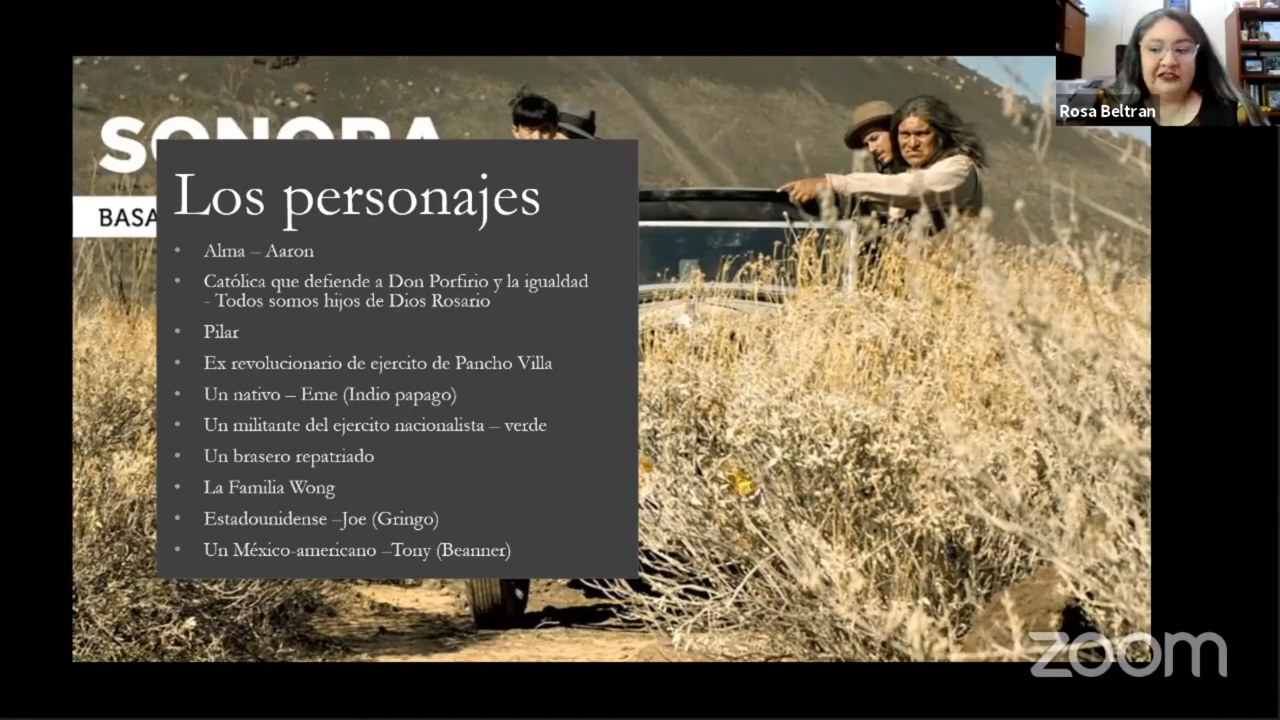 Rosa Beltran
SONORA
BASA
Los personajes
• Alma – Aaron
• Católica que defiende a Don Porfirio y la igualdad
- Todos somos hijos de Dios Rosario
• Pilar
• Ex revolucionario de ejercito de Pancho Villa
• Un nativo – Eme (Indio papago)
• Un militante del ejercito nacionalista – verde
• Un brasero repatriado
• La Familia Wong
• Estadounidense –Joe (Gringo)
• Un México-americano –Tony (Beanner)
zoom